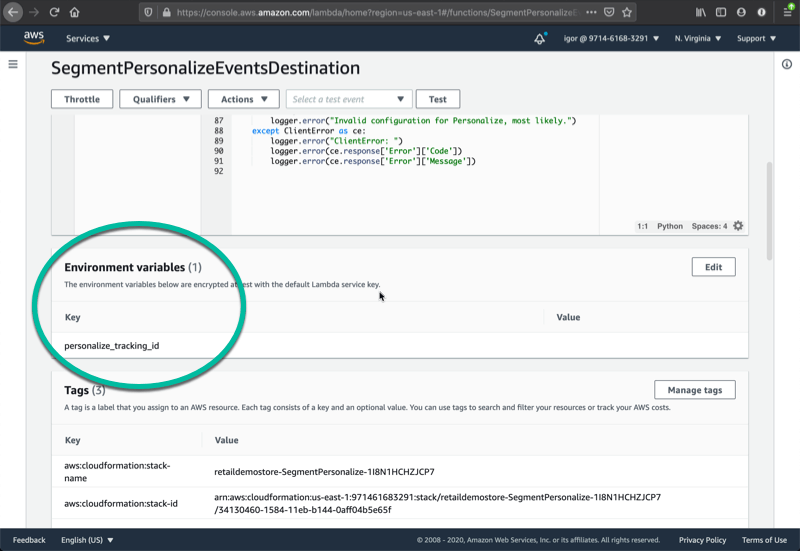 https://console.aws.amazon.com/lambda/home?region=us-east-1#/functions/SegmentPersonalizeE
aws Services igor @ 9714-6168-3291 N. Virginia Support
SegmentPersonalizeEventsDestination
Throttle Qualifiers Actions Select a test event Test
87 logger.error("Invalid configuration for Personalize, most likely.")
88 except ClientError as ce:
89 logger.error("ClientError: ")
90 logger.error(ce.response['Error']['Code'])
91 logger.error(ce.response['Error']['Message'])
92
1:1 Python Spaces: 4
Environment variables (1) Edit
The environment variables below are encrypted at rest with the default Lambda service key.
Key Value
personalize_tracking_id
Tags (3) Manage tags
A tag is a label that you assign to an AWS resource. Each tag consists of a key and an optional value. You can use tags to search and filter your resources or track your AWS costs.
Key Value
aws:cloudformation:stack-
name
retaildemostore-SegmentPersonalize-1I8N1HCHZJCP7
aws:cloudformation:stack-id
arn:aws:cloudformation:us-east-1:971461683291:stack/retaildemostore-SegmentPersonalize-1I8N1HCHZJCP7
/34130460-1584-11eb-b144-0aff04b5e65f
Feedback English (US) © 2008 - 2020, Amazon Web Services, Inc. or its affiliates. All rights reserved. Privacy Policy Terms of Use